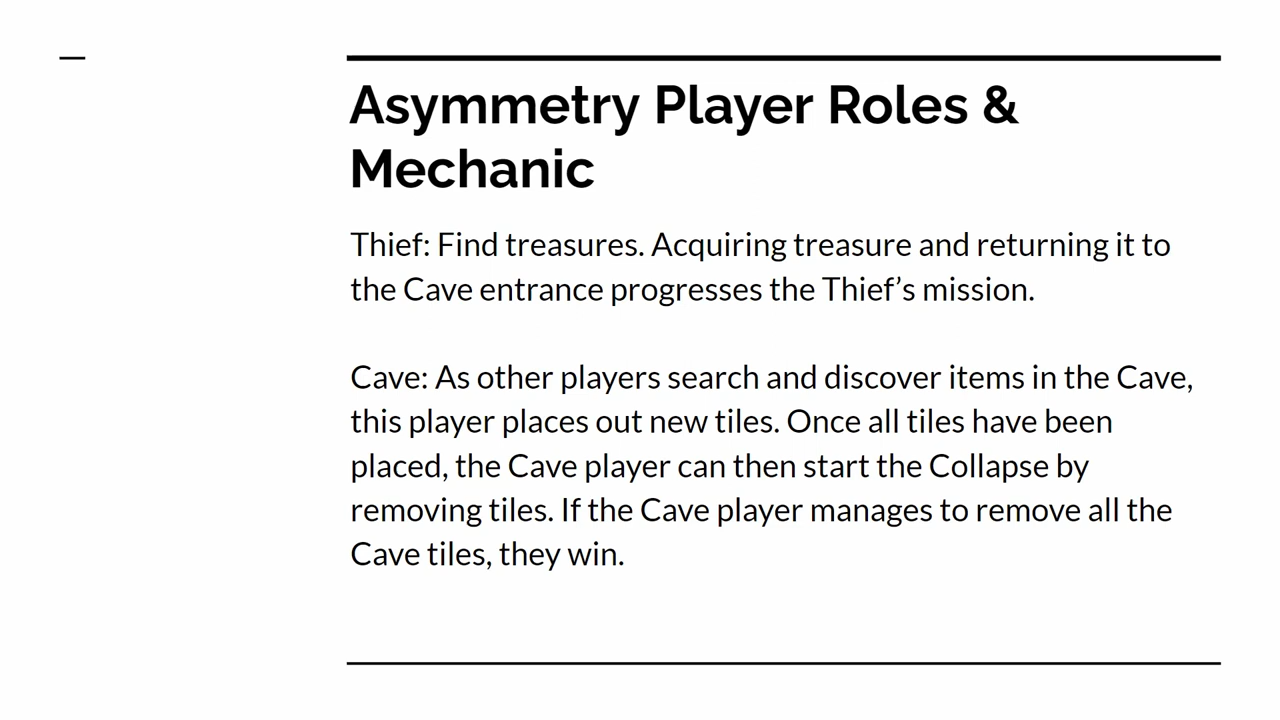 Asymmetry Player Roles &
Mechanic
Thief: Find treasures. Acquiring treasure and returning it to
the Cave entrance progresses the Thief’s mission.
Cave: As other players search and discover items in the Cave,
this player places out new tiles. Once all tiles have been
placed, the Cave player can then start the Collapse by
removing tiles. If the Cave player manages to remove all the
Cave tiles, they win.